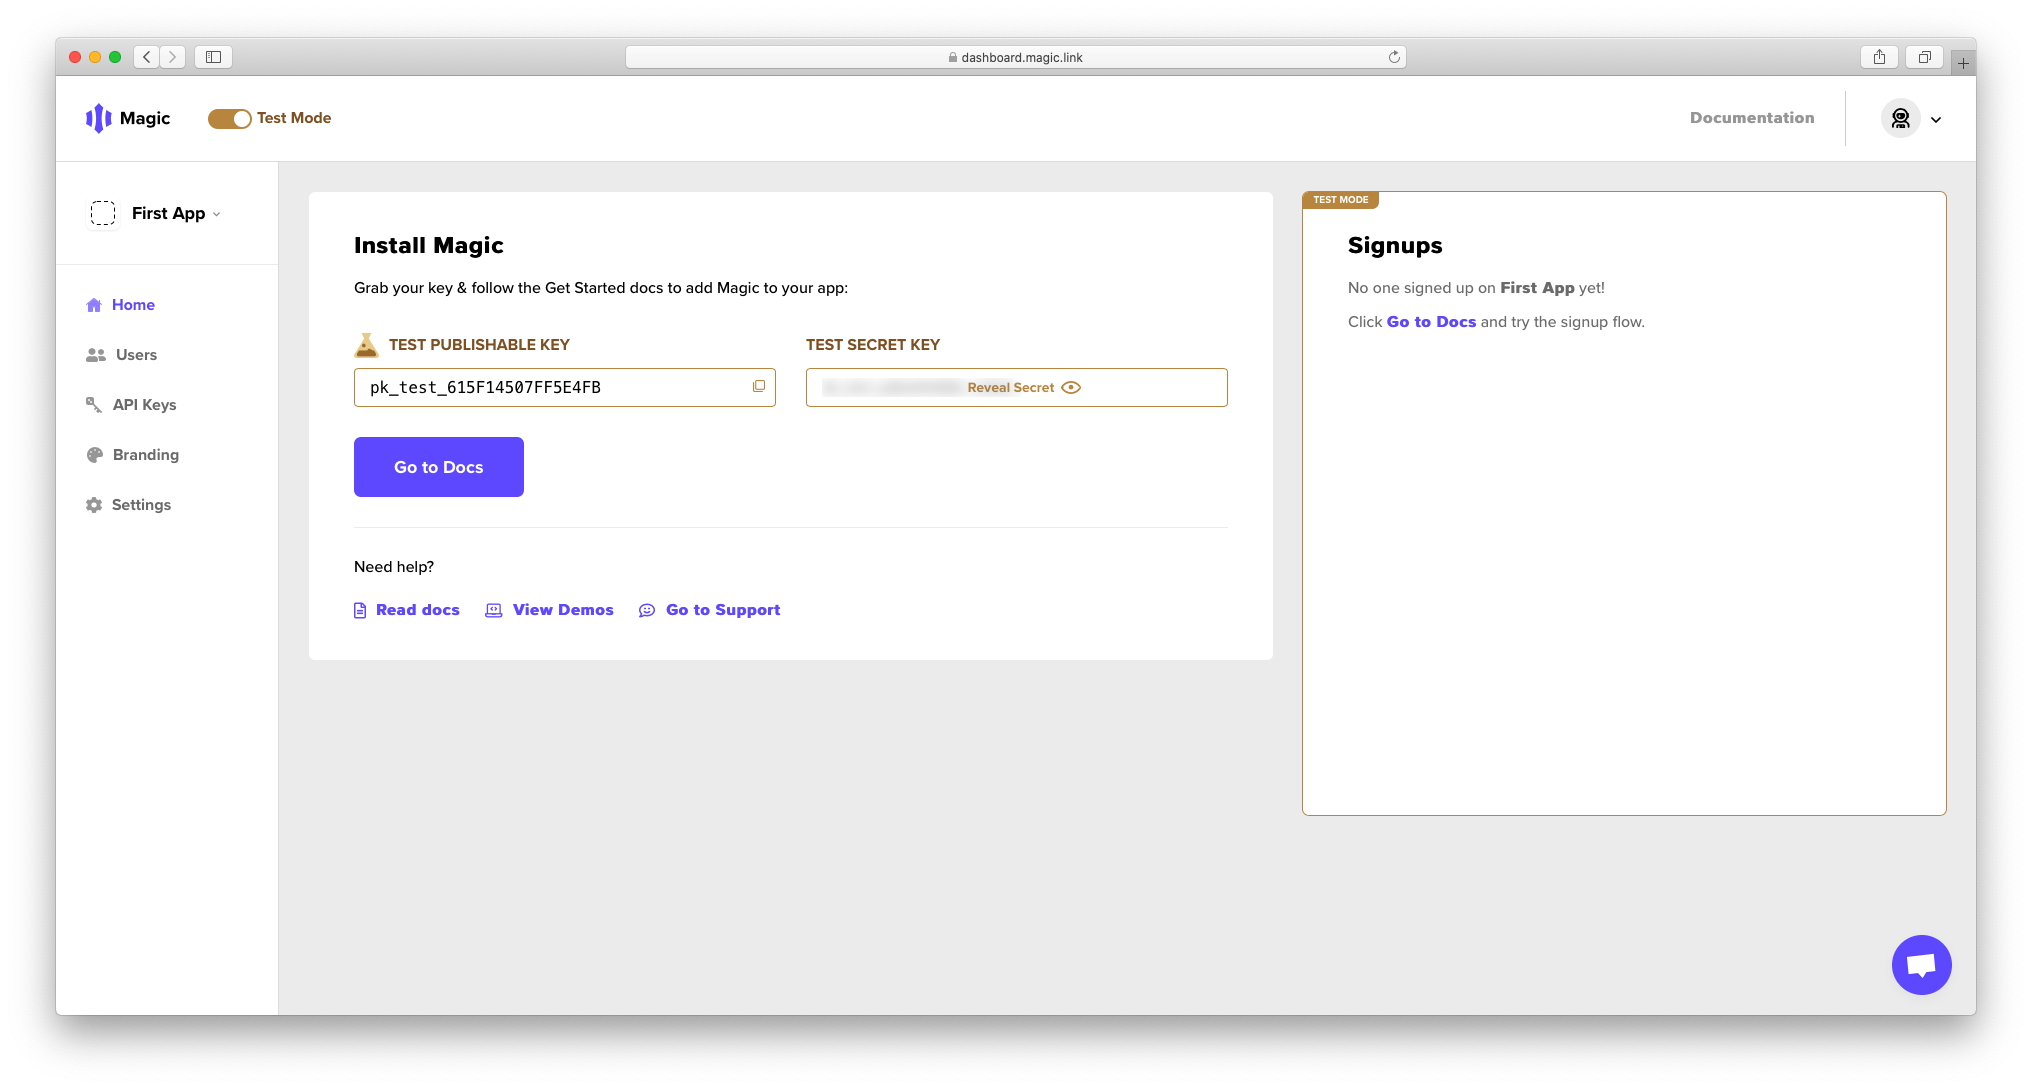 dashboard.magic.link
Magic
Test Mode
Documentation
First App
Home
Users
API Keys
Branding
Settings
Install Magic
Grab your key & follow the Get Started docs to add Magic to your app:
TEST PUBLISHABLE KEY
pk_test_615F14507FF5E4FB
TEST SECRET KEY
Reveal Secret
Go to Docs
Need help?
Read docs
View Demos
Go to Support
TEST MODE
Signups
No one signed up on First App yet!
Click Go to Docs and try the signup flow.